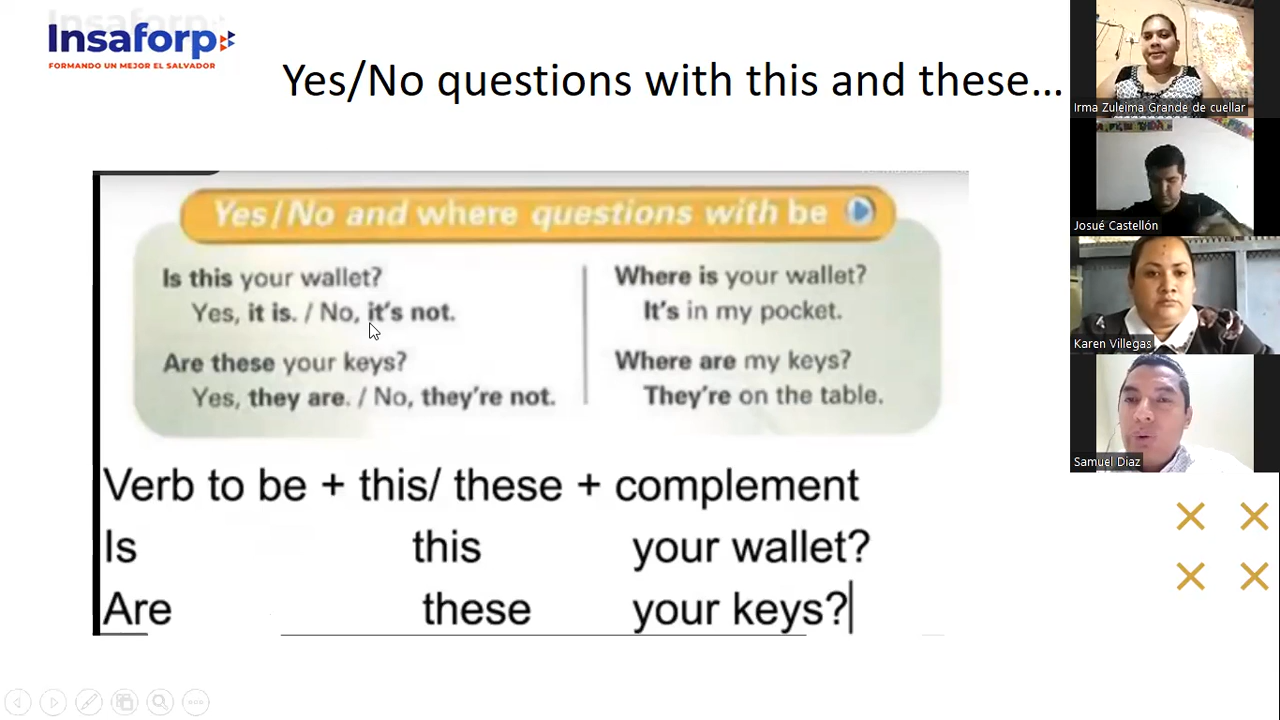 Insaforp
FORMANDO UN MEJOR EL SALVADOR
Yes/No questions with this and these...
Yes/No and where questions with be
Is this your wallet?
Yes, it is. / No, it's not.
Are these your keys?
Yes, they are. / No, they're not.
Where is your wallet?
It's in my pocket.
Where are my keys?
They're on the table.
Verb to be + this/ these + complement
Is this your wallet?
Are these your keys?
Irma Zuleima Grande de cuellar
Josué Castellón
Karen Villegas
Samuel Diaz